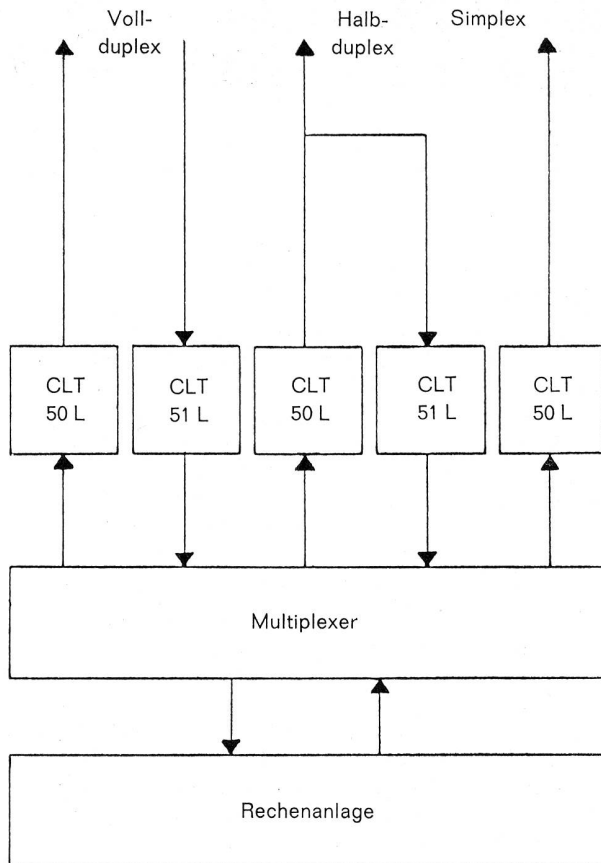 Voll-
duplex
Halb-
duplex
Simplex
CLT
50 L
CLT
51 L
CLT
50 L
CLT
51 L
CLT
50 L
Multiplexer
Rechenanlage